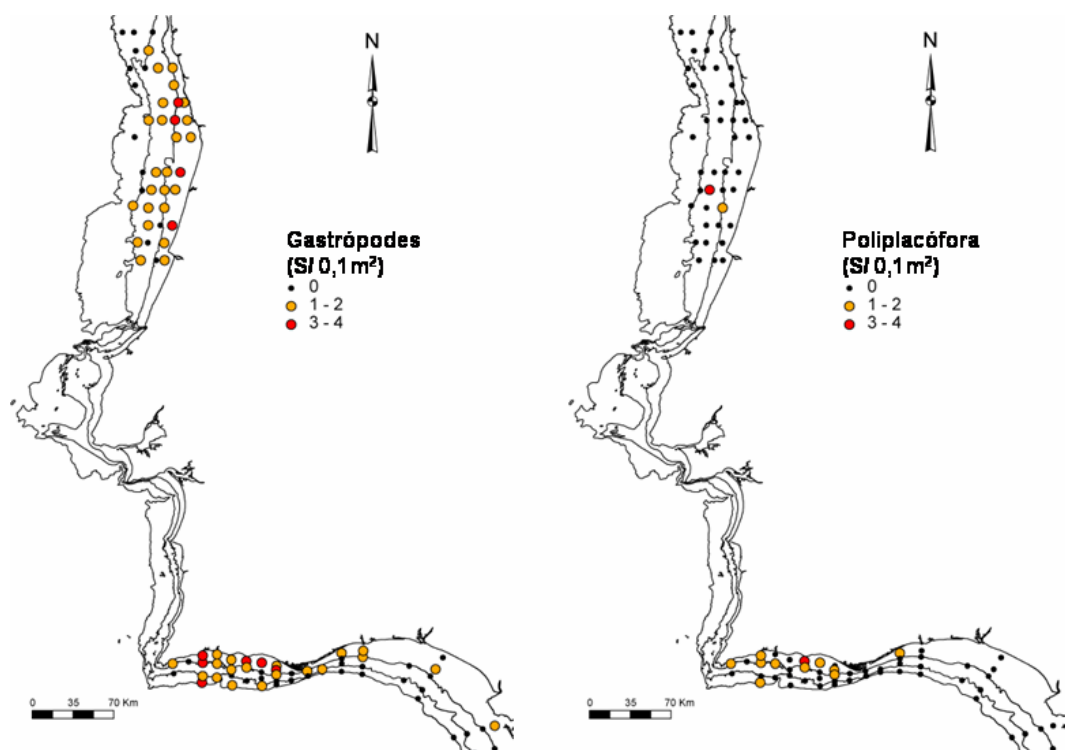 N
Gastrópodes
(S/ 0,1 m²)
0
1 - 2
3 - 4
0 35 70 Km
N
Poliplacófora
(S/ 0,1 m²)
0
1 - 2
3 - 4
0 35 70 Km